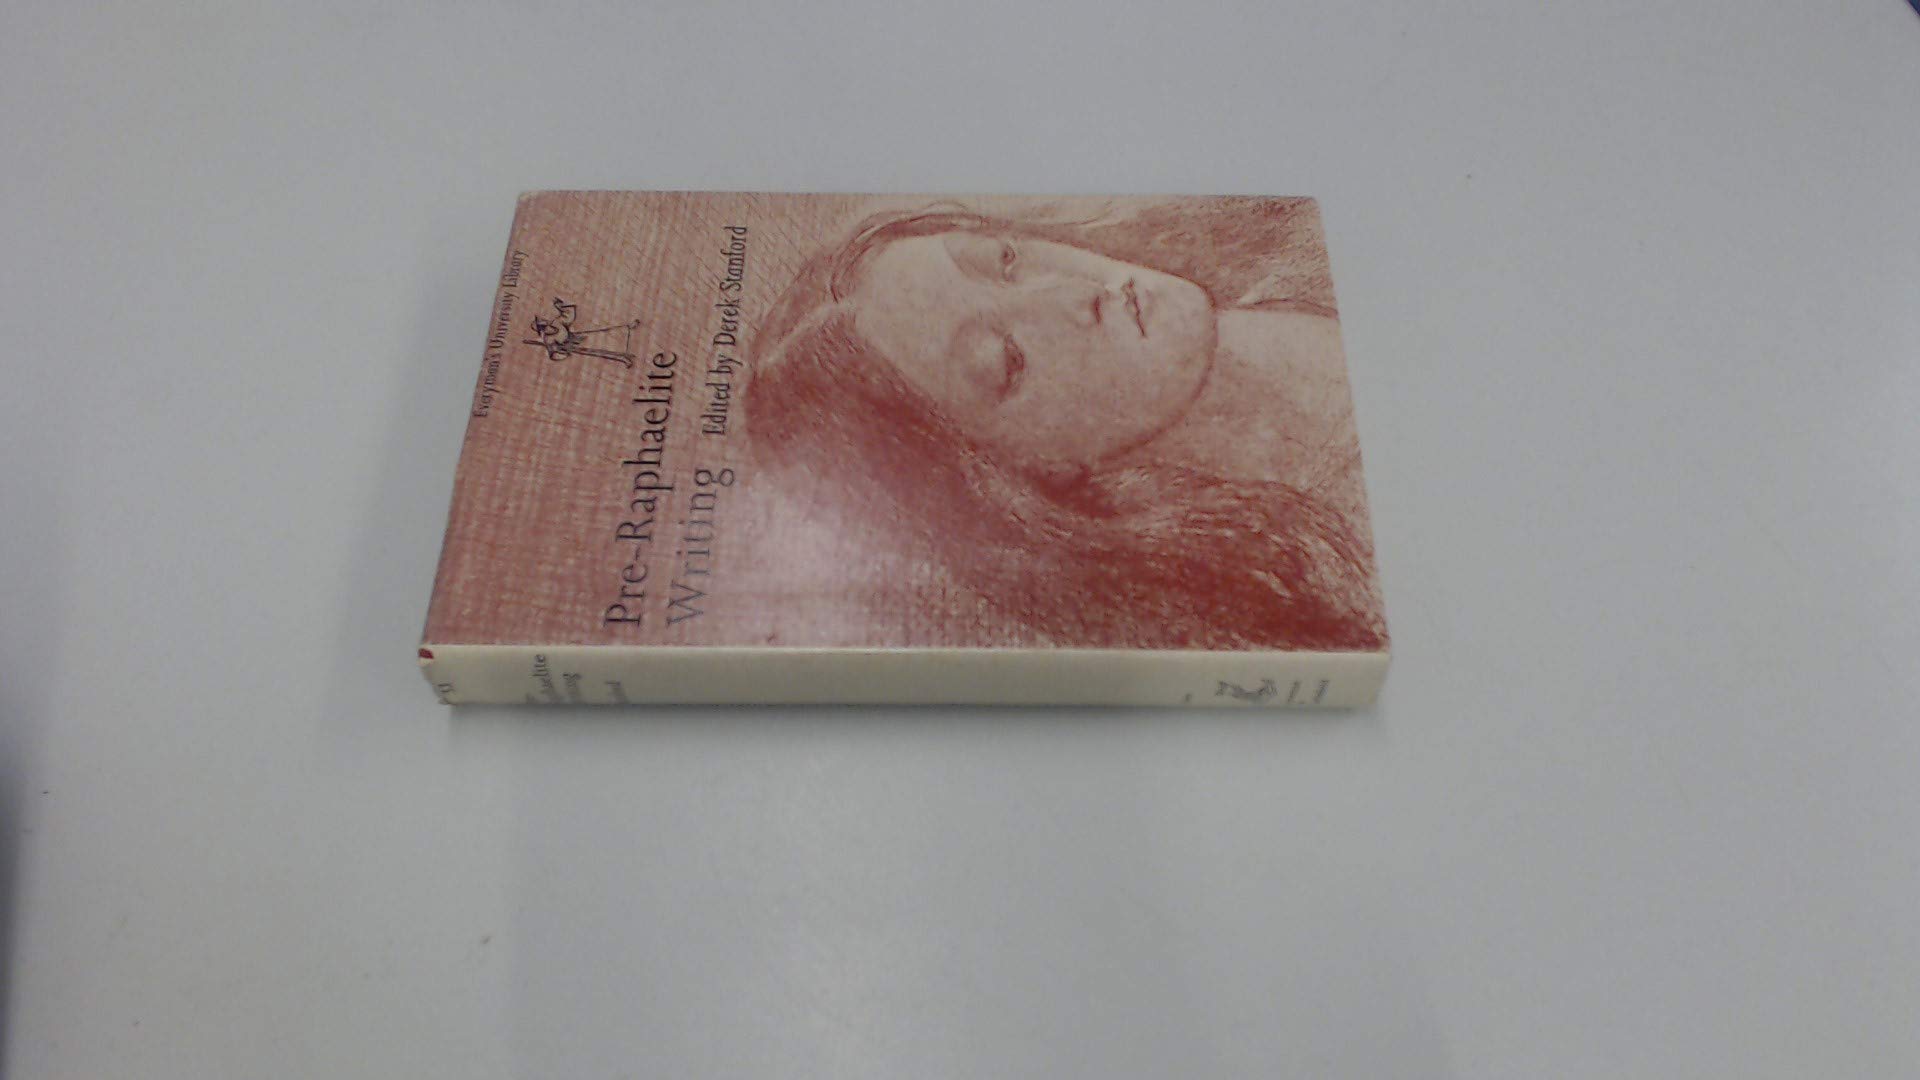 Everyman's University Library
Pre-Raphaelite
Writing
Edited by Derek Stanford